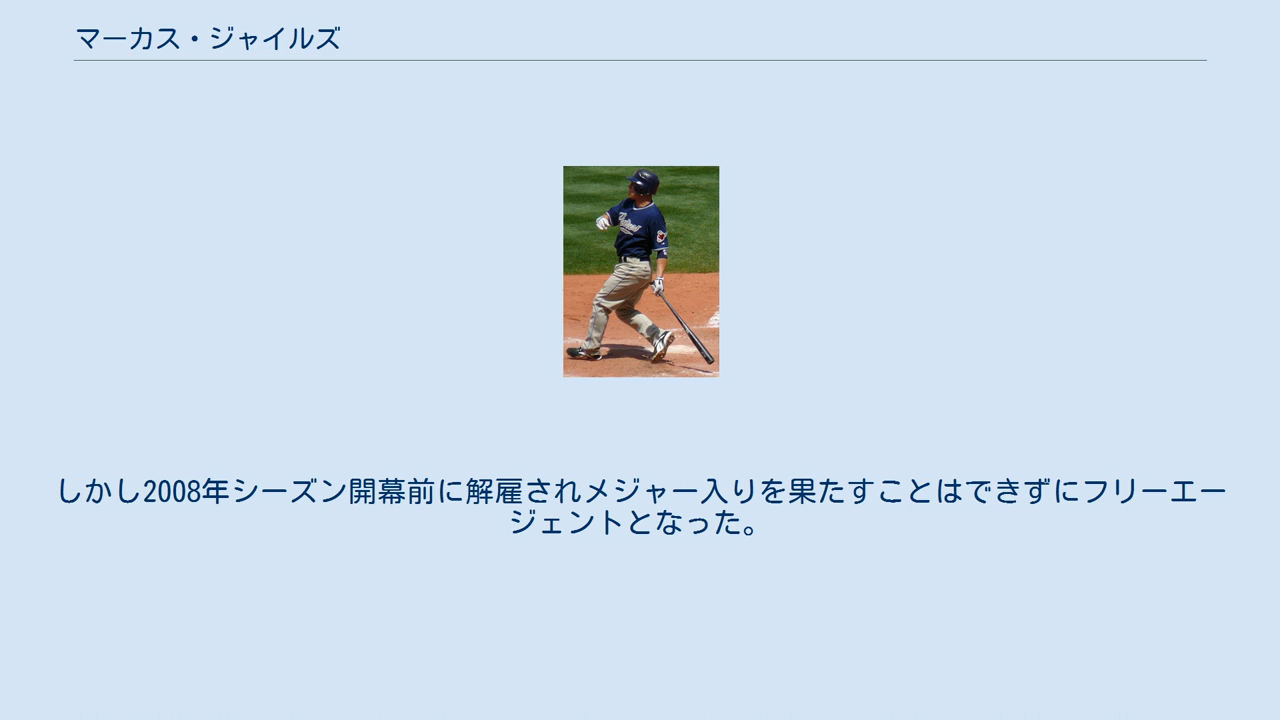 マーカス・ジャイルズ
しかし2008年シーズン開幕前に解雇されメジャー入りを果たすことはできずにフリーエー
ジェントとなった。